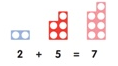 2 + 5 = 7